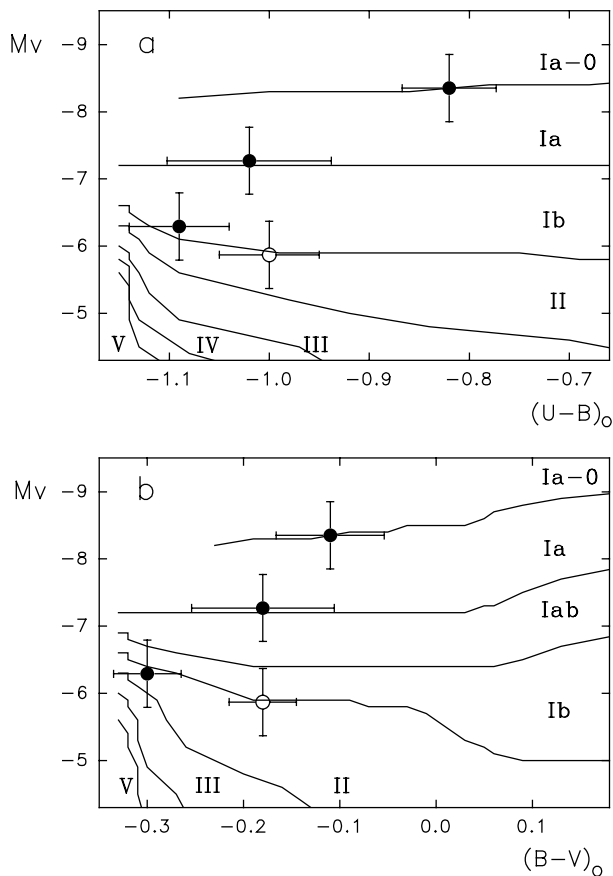 Mv
a
-9
-8
-7
-6
-5
Ia-0
Ia
Ib
II
V
IV
III
-1.1
-1.0
-0.9
-0.8
-0.7
(U-B)o
Mv
b
-9
-8
-7
-6
-5
Ia-0
Ia
Iab
Ib
V
III
II
-0.3
-0.2
-0.1
0.0
0.1
(B-V)o